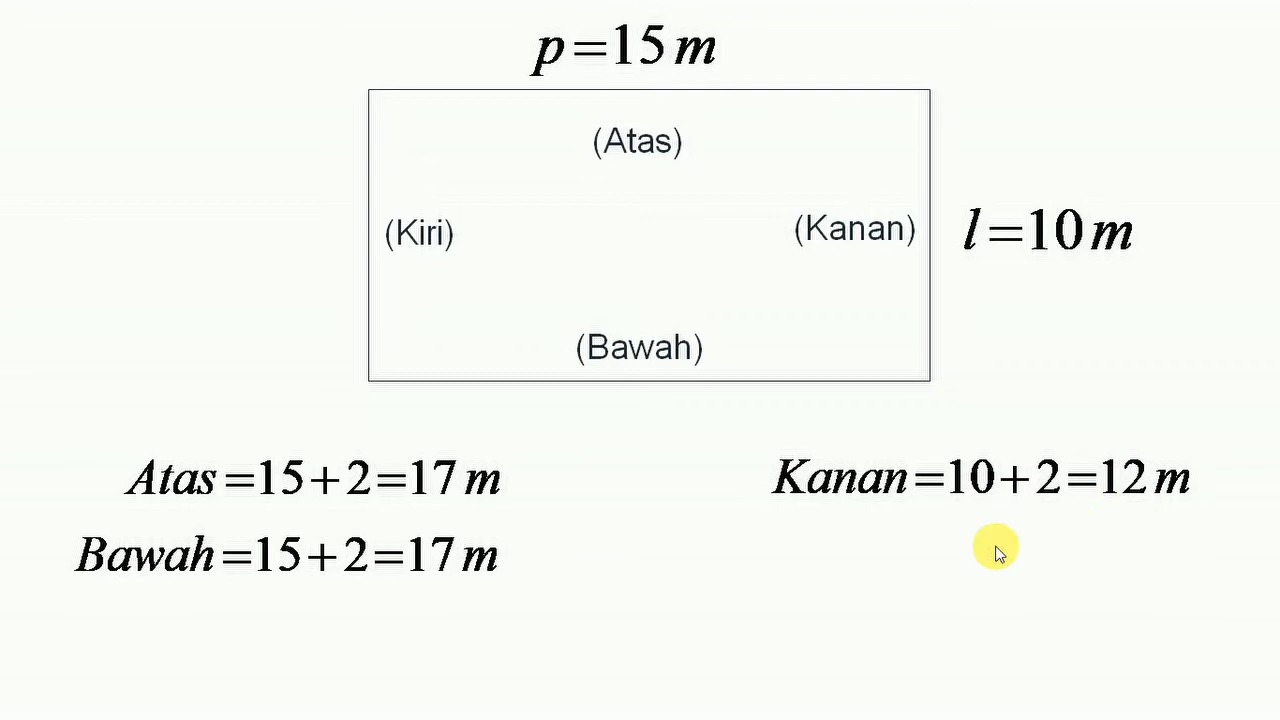 p=15 m
(Atas)
(Kiri)
(Kanan)
l=10 m
(Bawah)
Atas=15+2=17 m
Kanan=10+2=12 m
Bawah=15+2=17 m